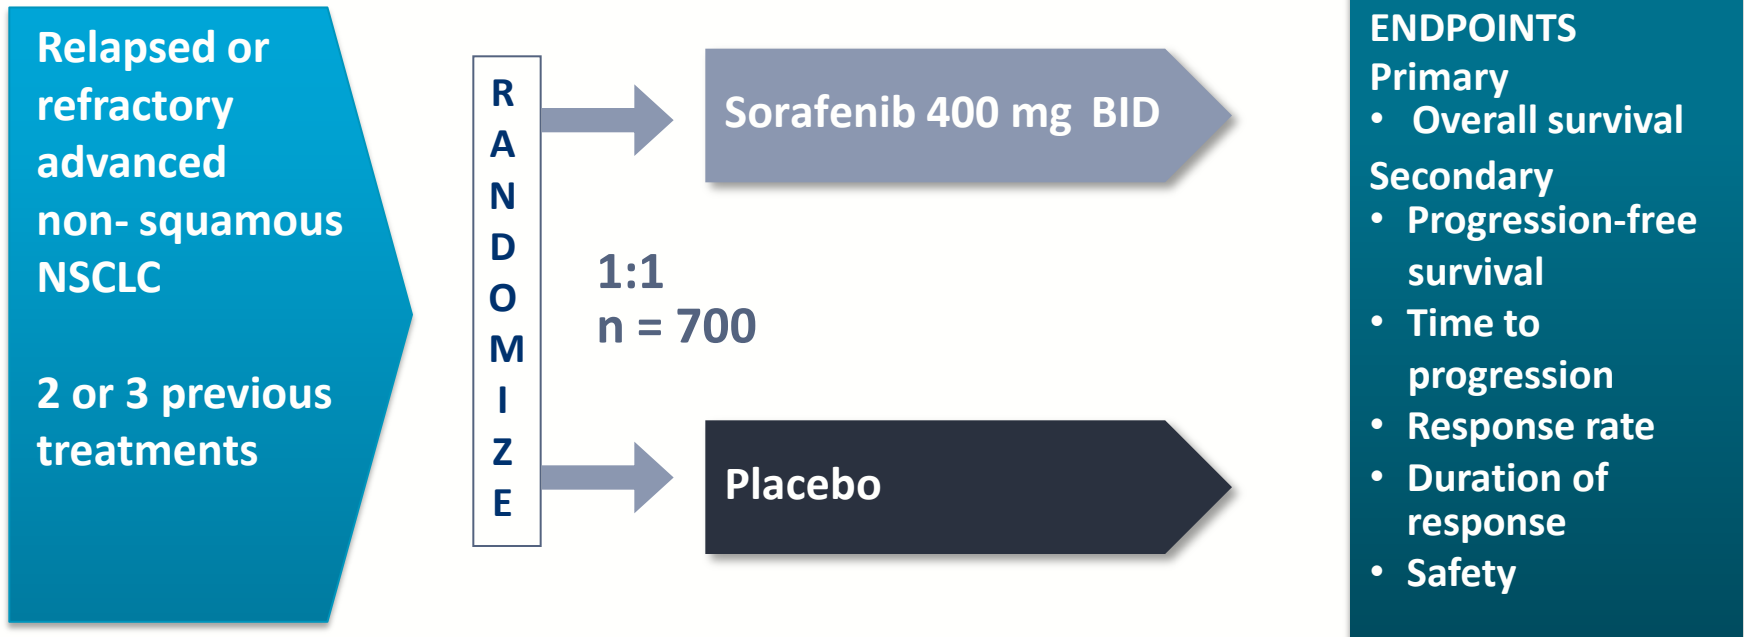 Relapsed or
refractory
advanced
non- squamous
NSCLC
2 or 3 previous
treatments
R
A
N
D
O
M
I
Z
E
Sorafenib 400 mg  BID
1:1
n = 700
Placebo
ENDPOINTS
Primary
• Overall survival
Secondary
• Progression-free
survival
• Time to
progression
• Response rate
• Duration of
response
• Safety